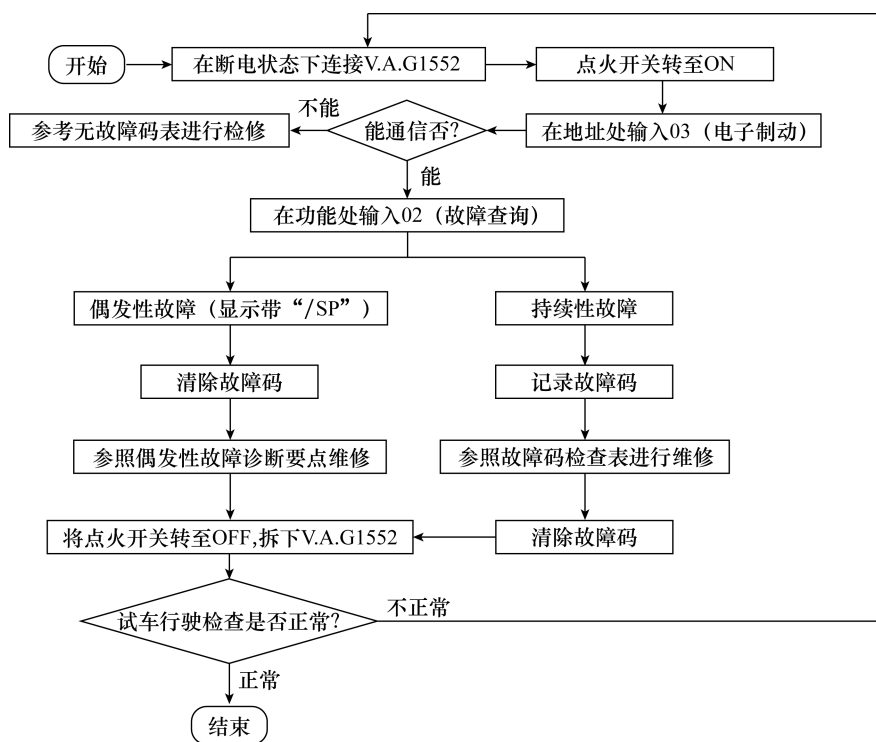 开始
在断电状态下连接V.A.G1552
点火开关转至ON
不能
参考无故障码表进行检修
能通信否?
在地址处输入03（电子制动）
能
在功能处输入02（故障查询）
偶发性故障（显示带“/SP”）
持续性故障
清除故障码
记录故障码
参照偶发性故障诊断要点维修
参照故障码检查表进行维修
将点火开关转至OFF,拆下V.A.G1552
清除故障码
不正常
试车行驶检查是否正常?
正常
结束